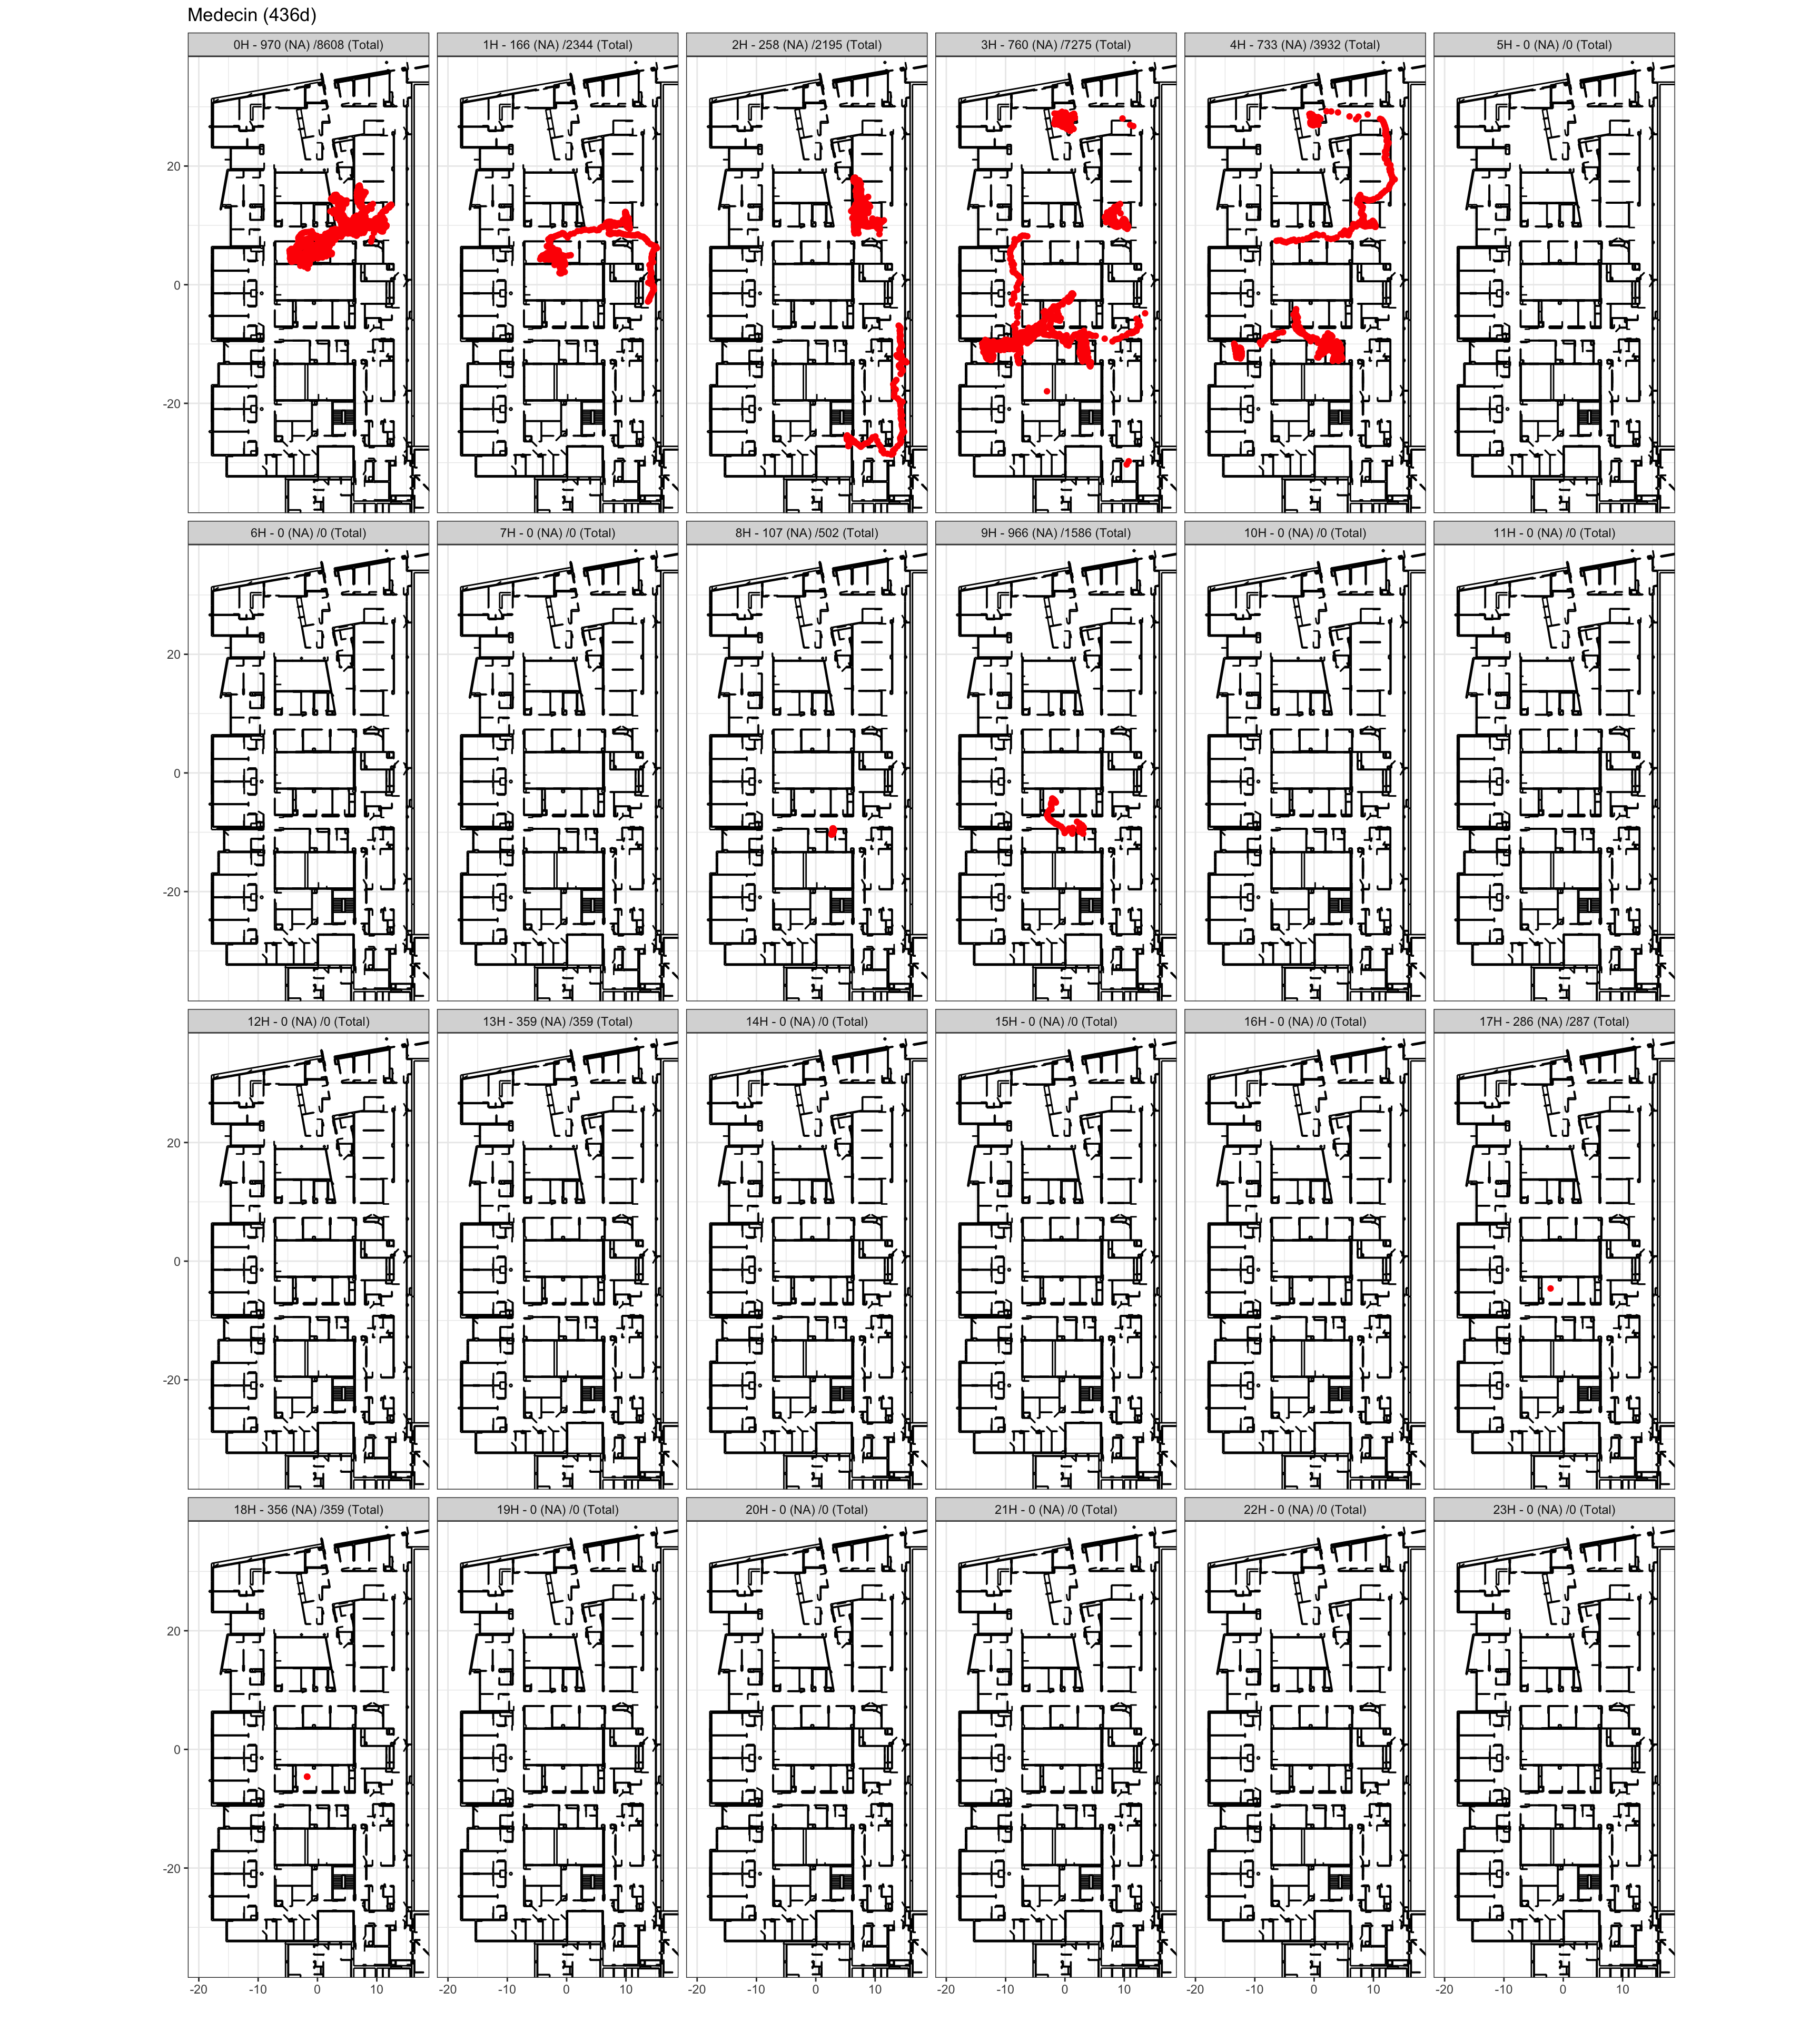 Medecin (436d)
0H - 970 (NA) /8608 (Total)
1H - 166 (NA) /2344 (Total)
2H - 258 (NA) /2195 (Total)
3H - 760 (NA) /7275 (Total)
4H - 733 (NA) /3932 (Total)
5H - 0 (NA) /0 (Total)
20
0
-20
6H - 0 (NA) /0 (Total)
7H - 0 (NA) /0 (Total)
8H - 107 (NA) /502 (Total)
9H - 966 (NA) /1586 (Total)
10H - 0 (NA) /0 (Total)
11H - 0 (NA) /0 (Total)
20
0
-20
12H - 0 (NA) /0 (Total)
13H - 359 (NA) /359 (Total)
14H - 0 (NA) /0 (Total)
15H - 0 (NA) /0 (Total)
16H - 0 (NA) /0 (Total)
17H - 286 (NA) /287 (Total)
20
0
-20
18H - 356 (NA) /359 (Total)
19H - 0 (NA) /0 (Total)
20H - 0 (NA) /0 (Total)
21H - 0 (NA) /0 (Total)
22H - 0 (NA) /0 (Total)
23H - 0 (NA) /0 (Total)
20
0
-20
-20 -10 0 10
-20 -10 0 10
-20 -10 0 10
-20 -10 0 10
-20 -10 0 10
-20 -10 0 10